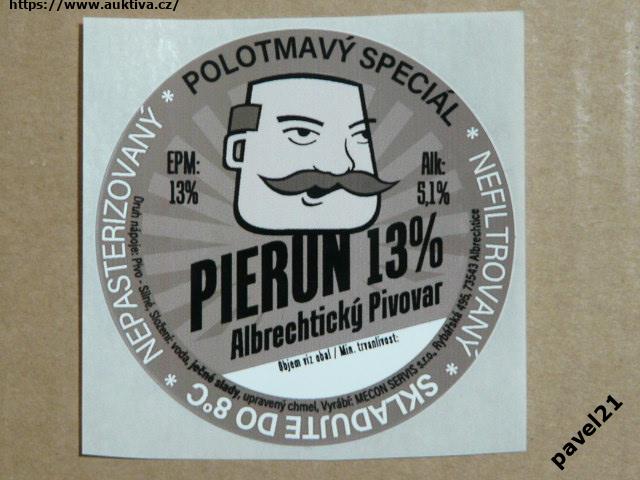 https://www.auktiva.cz/
* POLOTMAVÝ SPECIÁL *
NEFILTROVANÝ *
SKLADUJTE DO 8°C *
NEPASTERIZOVANÝ
EPM:
13%
Alk:
5,1%
PIERUN 13%
Albrechtický Pivovar
Objem viz obal / Min. trvanlivost:
Druh nápoje: Pivo - Silné. Složení: voda, ječné slady, upravený chmel, Vyrábí: MECON SERVIS s.r.o., Rybářská 496, 73543 Albrechtice
pavel21